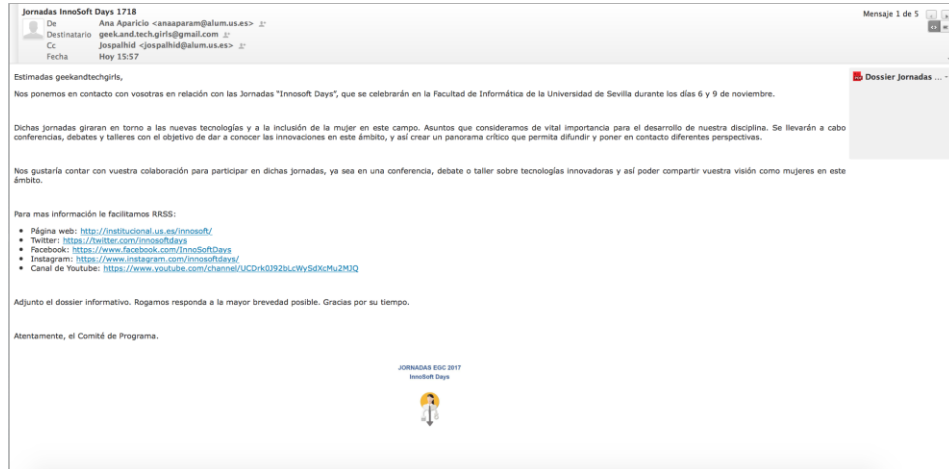 Jornadas InnoSoft Days 1718
Mensaje 1 de 5
De Ana Aparicio <anaaparam@alum.us.es>
Destinatario geek.and.tech.girls@gmail.com
Cc Jospalhid <jospalhid@alum.us.es>
Fecha Hoy 15:57
Estimadas geekandtechgirls,
Dossier Jornadas ...
Nos ponemos en contacto con vosotras en relación con las Jornadas "Innosoft Days", que se celebrarán en la Facultad de Informática de la Universidad de Sevilla durante los días 6 y 9 de noviembre.
Dichas jornadas giraran en torno a las nuevas tecnologías y a la inclusión de la mujer en este campo. Asuntos que consideramos de vital importancia para el desarrollo de nuestra disciplina. Se llevarán a cabo
conferencias, debates y talleres con el objetivo de dar a conocer las innovaciones en este ámbito, y así crear un panorama crítico que permita difundir y poner en contacto diferentes perspectivas.
Nos gustaría contar con vuestra colaboración para participar en dichas jornadas, ya sea en una conferencia, debate o taller sobre tecnologías innovadoras y así poder compartir vuestra visión como mujeres en este
ámbito.
Para mas información le facilitamos RRSS:
• Página web: http://institucional.us.es/innosoft/
• Twitter: https://twitter.com/innosoftdays
• Facebook: https://www.facebook.com/InnoSoftDays
• Instagram: https://www.instagram.com/innosoftdays/
• Canal de Youtube: https://www.youtube.com/channel/UCDrk0J92bLcWySdXcMu2MJQ
Adjunto el dossier informativo. Rogamos responda a la mayor brevedad posible. Gracias por su tiempo.
Atentamente, el Comité de Programa.
JORNADAS EGC 2017
InnoSoft Days